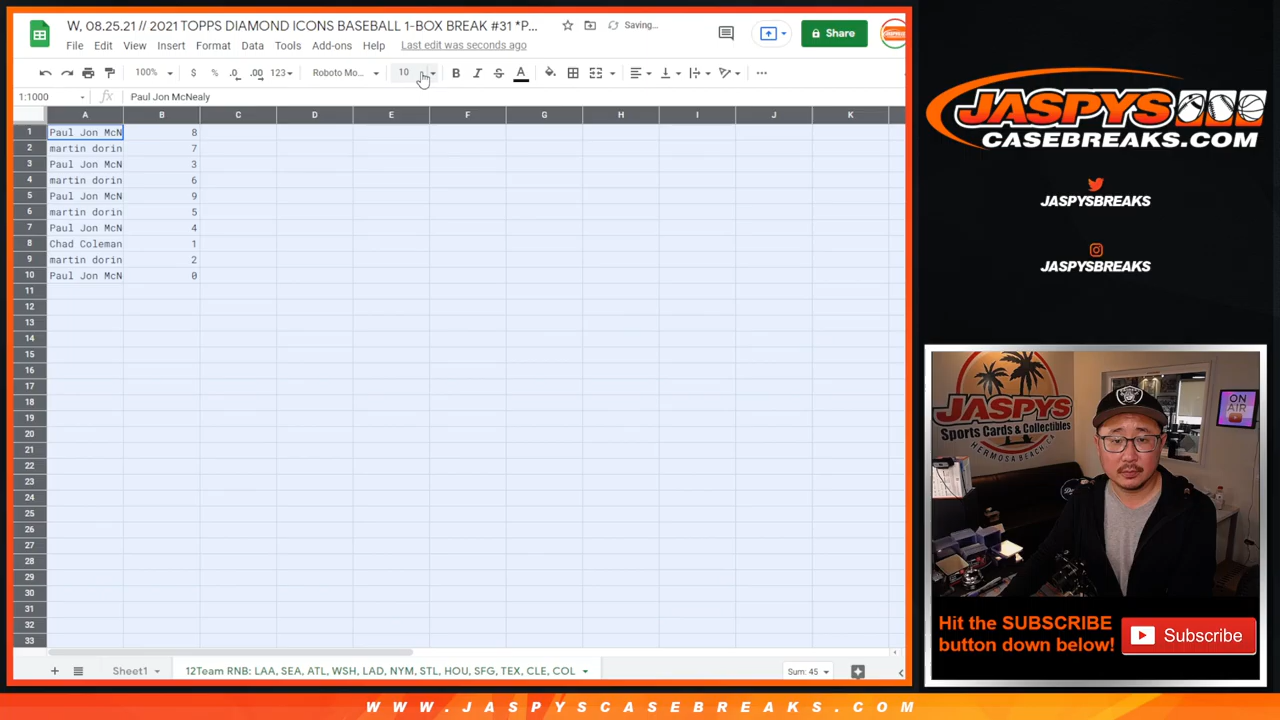 W, 08.25.21 // 2021 TOPPS DIAMOND ICONS BASEBALL 1-BOX BREAK #31 *P...
Saving...
File Edit View Insert Format Data Tools Add-ons Help Last edit was seconds ago
Share
100% $ % .0 .00 123 Roboto Mo... 10 B I S A
1:1000 fx Paul Jon McNealy
A B C D E F G H I J K
1 Paul Jon McN 8
2 martin dorin 7
3 Paul Jon McN 3
4 martin dorin 6
5 Paul Jon McN 9
6 martin dorin 5
7 Paul Jon McN 4
8 Chad Coleman 1
9 martin dorin 2
10 Paul Jon McN 0
11
12
13
14
15
16
17
18
19
20
21
22
23
24
25
26
27
28
29
30
31
32
33
Sheet1 12Team RNB: LAA, SEA, ATL, WSH, LAD, NYM, STL, HOU, SFG, TEX, CLE, COL Sum: 45
JASPYS
CASEBREAKS.COM
JASPYSBREAKS
JASPYSBREAKS
JASPYS
Sports Cards & Collectibles
HERMOSA BEACH, CA
ON
AIR
Hit the SUBSCRIBE
button down below!
Subscribe
WWW.JASPYSCASEBREAKS.COM